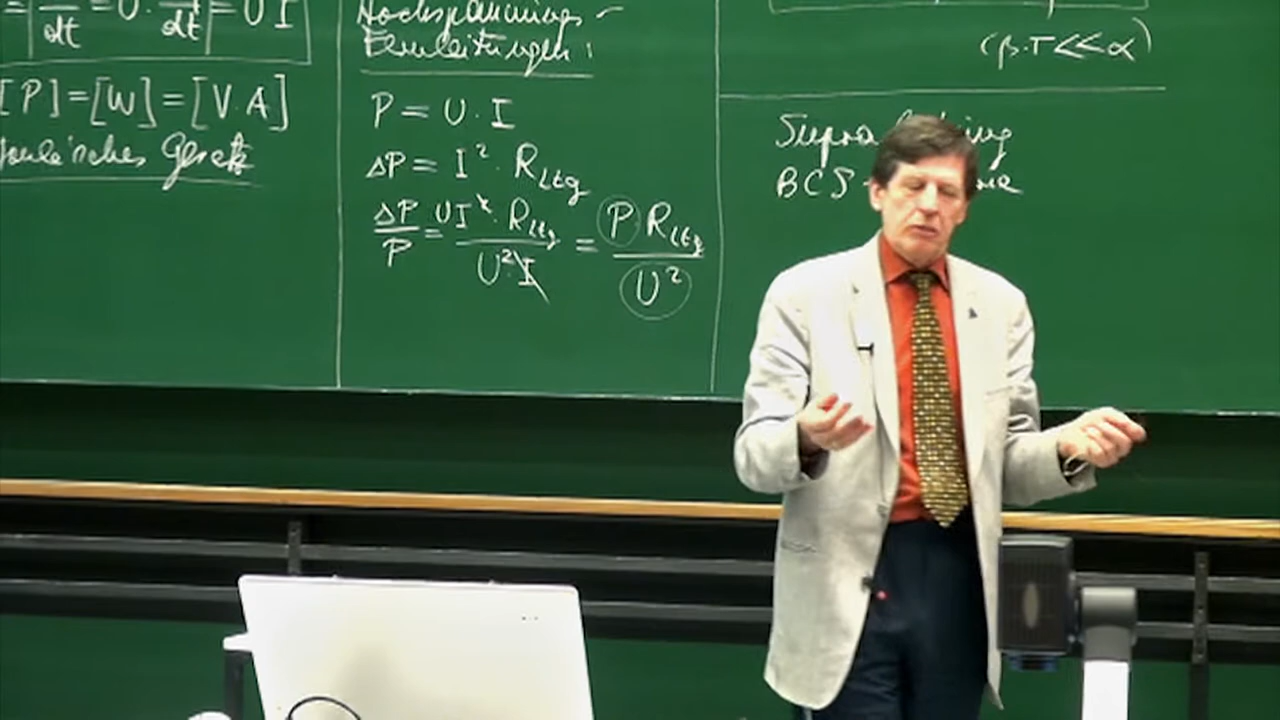 = dt = U · dt = U I
[P]=[W]=[V·A]
Joule'sches Gesetz
Hochspannungs-
Fernleitungen:
P = U · I
ΔP = I² · R_Ltg
ΔP/P = U I² · R_Ltg / U² · I = P R_Ltg / U²
(β·T << α)
Supra
BCS-